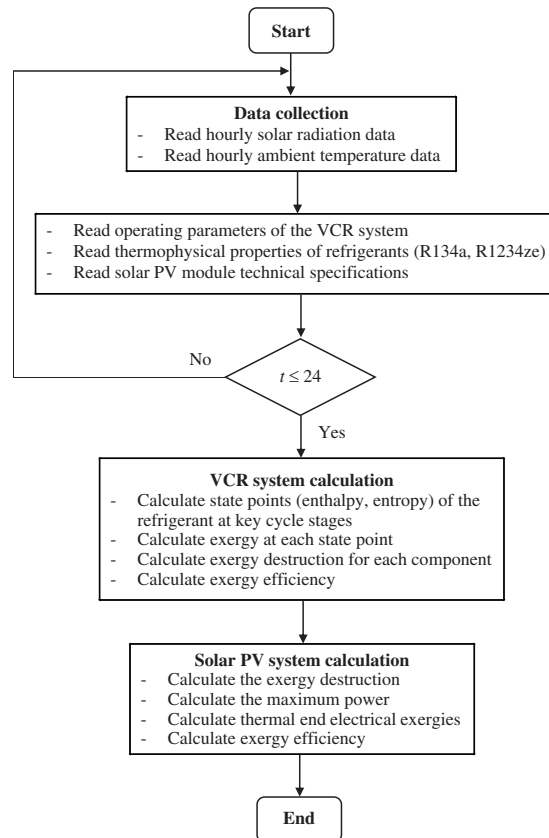 Start
Data collection
- Read hourly solar radiation data
- Read hourly ambient temperature data
- Read operating parameters of the VCR system
- Read thermophysical properties of refrigerants (R134a, R1234ze)
- Read solar PV module technical specifications
No
t ≤ 24
Yes
VCR system calculation
- Calculate state points (enthalpy, entropy) of the
refrigerant at key cycle stages
- Calculate exergy at each state point
- Calculate exergy destruction for each component
- Calculate exergy efficiency
Solar PV system calculation
- Calculate the exergy destruction
- Calculate the maximum power
- Calculate thermal end electrical exergies
- Calculate exergy efficiency
End